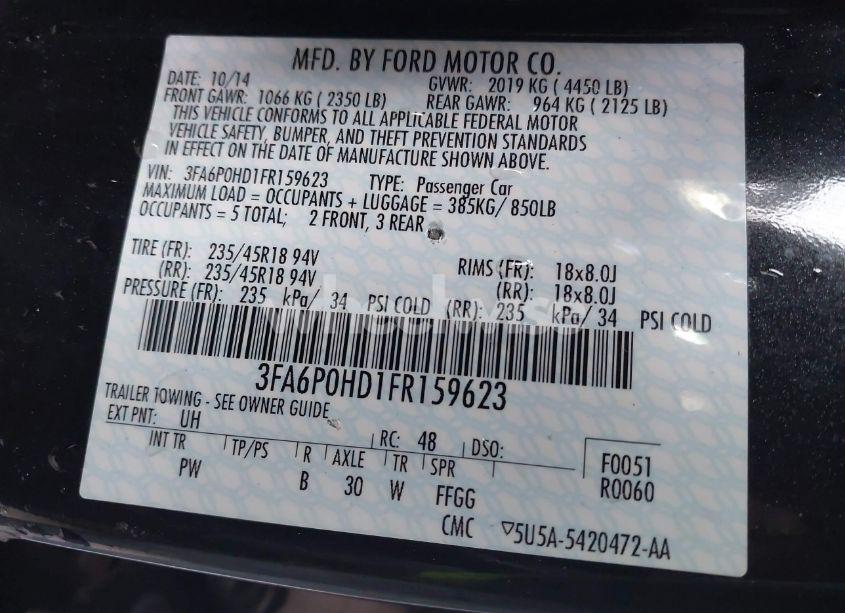 MFD. BY FORD MOTOR CO.
DATE: 10/14 GVWR: 2019 KG ( 4450 LB)
FRONT GAWR: 1066 KG ( 2350 LB) REAR GAWR: 964 KG ( 2125 LB)
THIS VEHICLE CONFORMS TO ALL APPLICABLE FEDERAL MOTOR
VEHICLE SAFETY, BUMPER, AND THEFT PREVENTION STANDARDS
IN EFFECT ON THE DATE OF MANUFACTURE SHOWN ABOVE.
VIN: 3FA6P0HD1FR159623 TYPE: Passenger Car
MAXIMUM LOAD = OCCUPANTS + LUGGAGE = 385KG/ 850LB
OCCUPANTS = 5 TOTAL; 2 FRONT, 3 REAR
TIRE (FR): 235/45R18 94V RIMS (FR): 18x8.0J
(RR): 235/45R18 94V (RR): 18x8.0J
PRESSURE (FR): 235 kPa/ 34 PSI COLD (RR): 235 kPa/ 34 PSI COLD
3FA6P0HD1FR159623
TRAILER TOWING - SEE OWNER GUIDE
EXT PNT: UH RC: 48 DSO:
INT TR TP/PS R AXLE TR SPR F0051
PW B 30 W FFGG R0060
CMC ▽5U5A-5420472-AA